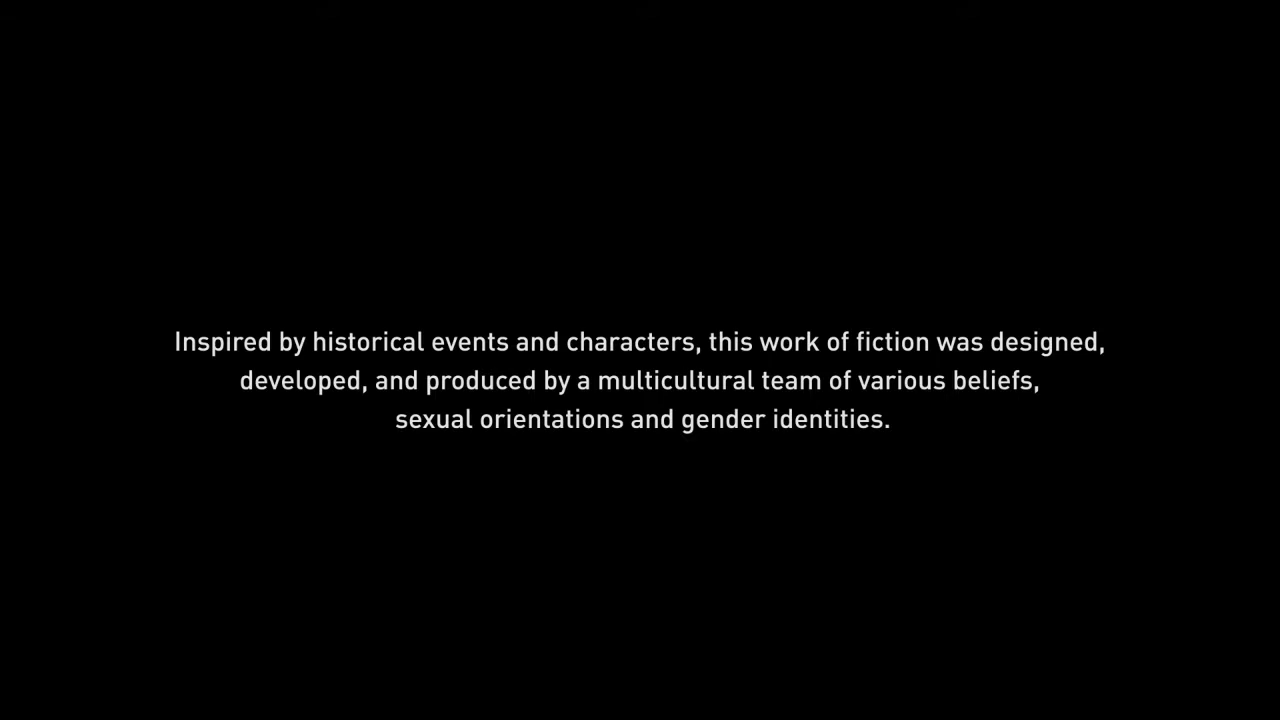 Inspired by historical events and characters, this work of fiction was designed,
developed, and produced by a multicultural team of various beliefs,
sexual orientations and gender identities.